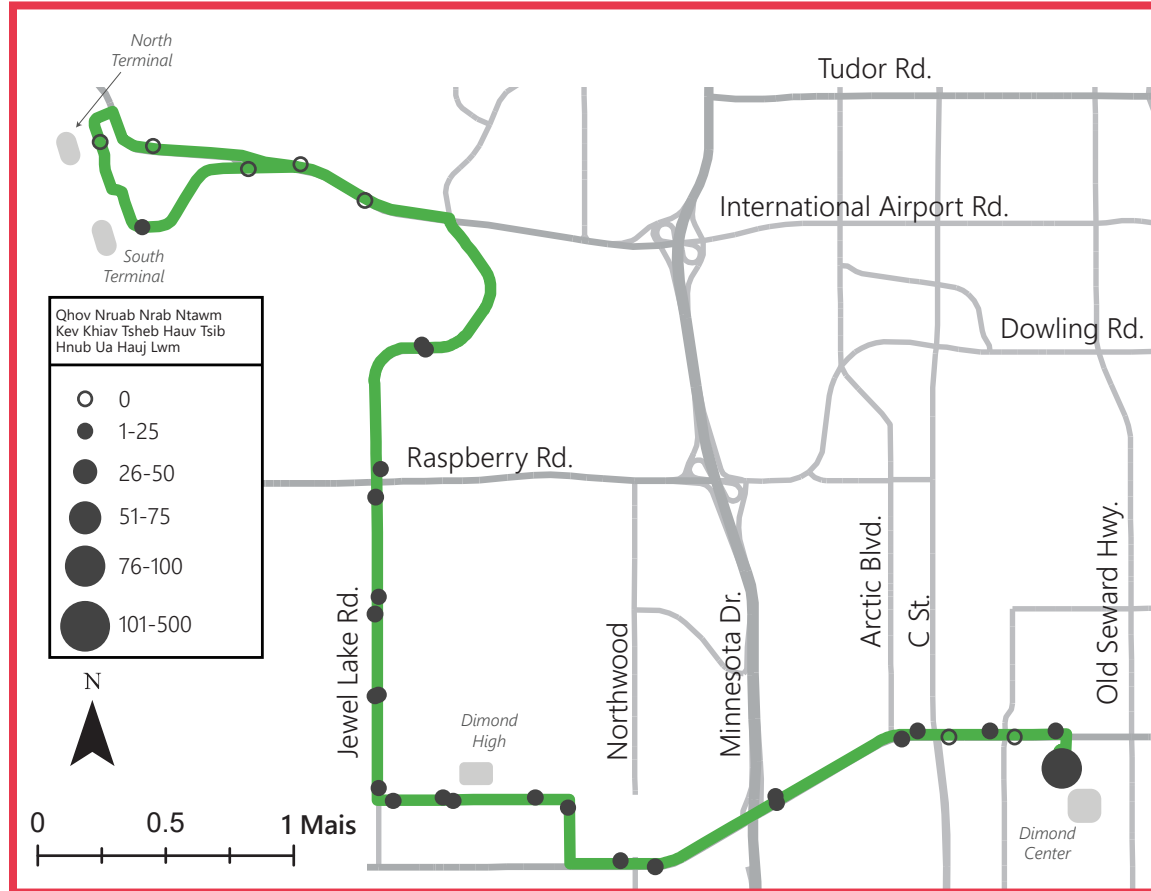 North
Terminal
Tudor Rd.
International Airport Rd.
South
Terminal
Qhov Nruab Nrab Ntawm
Kev Khiav Tsheb Hauv Tsib
Hnub Ua Hauj Lwm
0
1-25
26-50
51-75
76-100
101-500
Dowling Rd.
Raspberry Rd.
Jewel Lake Rd.
Northwood
Minnesota Dr.
Arctic Blvd.
C St.
Old Seward Hwy.
N
Dimond
High
0
0.5
1 Mais
Dimond
Center